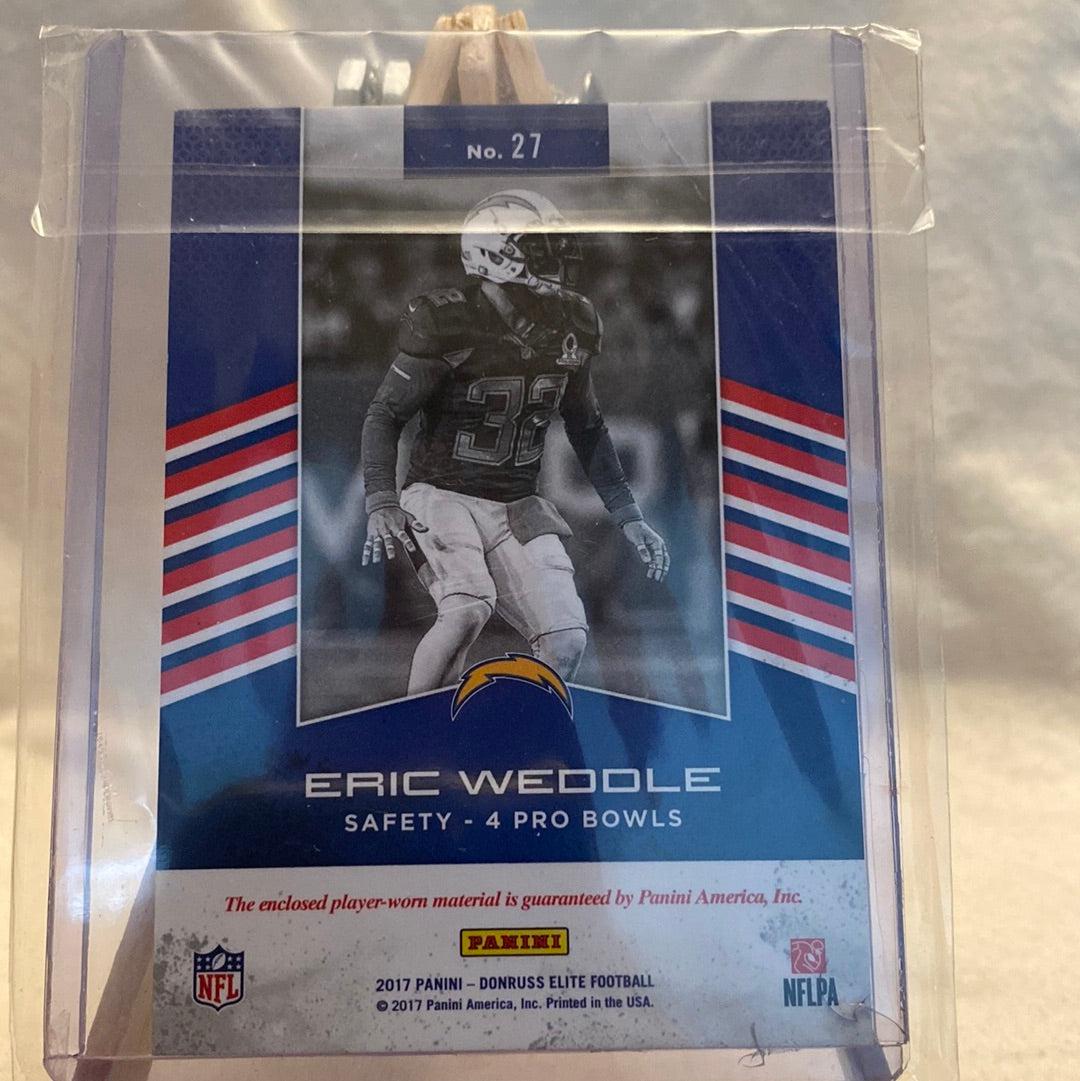 No. 27
32
32
ERIC WEDDLE
SAFETY - 4 PRO BOWLS
The enclosed player-worn material is guaranteed by Panini America, Inc.
PANINI
NFL
2017 PANINI – DONRUSS ELITE FOOTBALL
© 2017 Panini America, Inc. Printed in the USA.
NFLPA